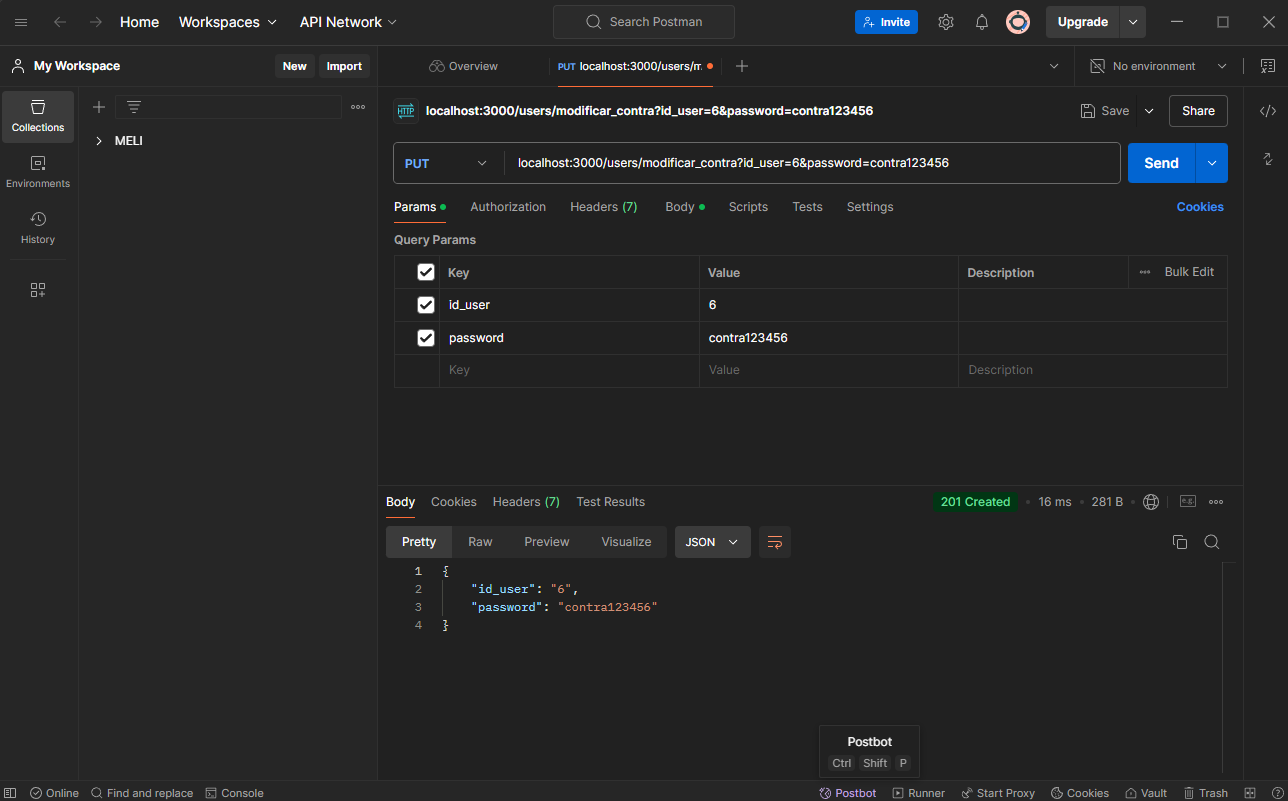 Home Workspaces API Network Search Postman Invite Upgrade
My Workspace New Import Overview PUT localhost:3000/users/m No environment
Collections
MELI
Environments
History
HTTP localhost:3000/users/modificar_contra?id_user=6&password=contra123456 Save Share
PUT localhost:3000/users/modificar_contra?id_user=6&password=contra123456 Send
Params Authorization Headers (7) Body Scripts Tests Settings Cookies
Query Params
Key Value Description Bulk Edit
id_user 6
password contra123456
Key Value Description
Body Cookies Headers (7) Test Results 201 Created 16 ms 281 B e.g.
Pretty Raw Preview Visualize JSON
1 {
2 "id_user": "6",
3 "password": "contra123456"
4 }
Postbot
Ctrl Shift P
Online Find and replace Console Postbot Runner Start Proxy Cookies Vault Trash